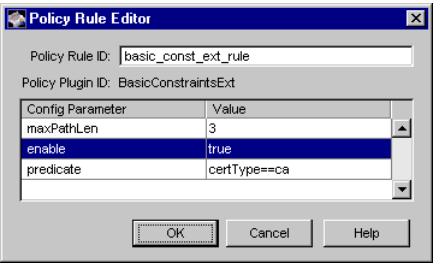 Policy Rule Editor
Policy Rule ID: basic_const_ext_rule
Policy Plugin ID: BasicConstraintsExt
Config Parameter Value
maxPathLen 3
enable true
predicate certType==ca
OK Cancel Help